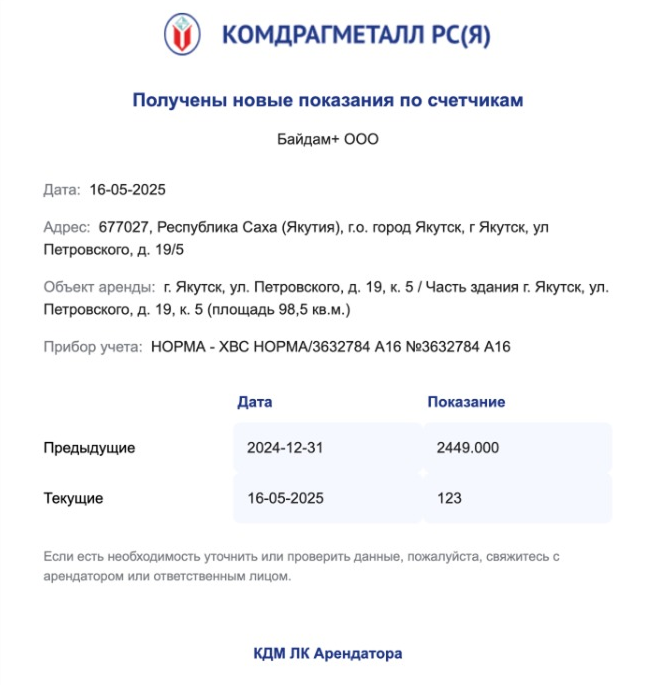 КОМДРАГМЕТАЛЛ РС(Я)
Получены новые показания по счетчикам
Байдам+ ООО
Дата: 16-05-2025
Адрес: 677027, Республика Саха (Якутия), г.о. город Якутск, г Якутск, ул
Петровского, д. 19/5
Объект аренды: г. Якутск, ул. Петровского, д. 19, к. 5 / Часть здания г. Якутск, ул.
Петровского, д. 19, к. 5 (площадь 98,5 кв.м.)
Прибор учета: НОРМА - ХВС НОРМА/3632784 А16 №3632784 А16
Дата Показание
Предыдущие 2024-12-31 2449.000
Текущие 16-05-2025 123
Если есть необходимость уточнить или проверить данные, пожалуйста, свяжитесь с
арендатором или ответственным лицом.
КДМ ЛК Арендатора